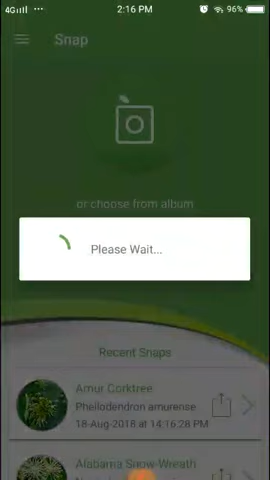 4G 2:16 PM 96%
Snap
or choose from album
Please Wait...
Recent Snaps
Amur Corktree
Phellodendron amurense
18-Aug-2018 at 14:16:28 PM
Alabama Snow-Wreath